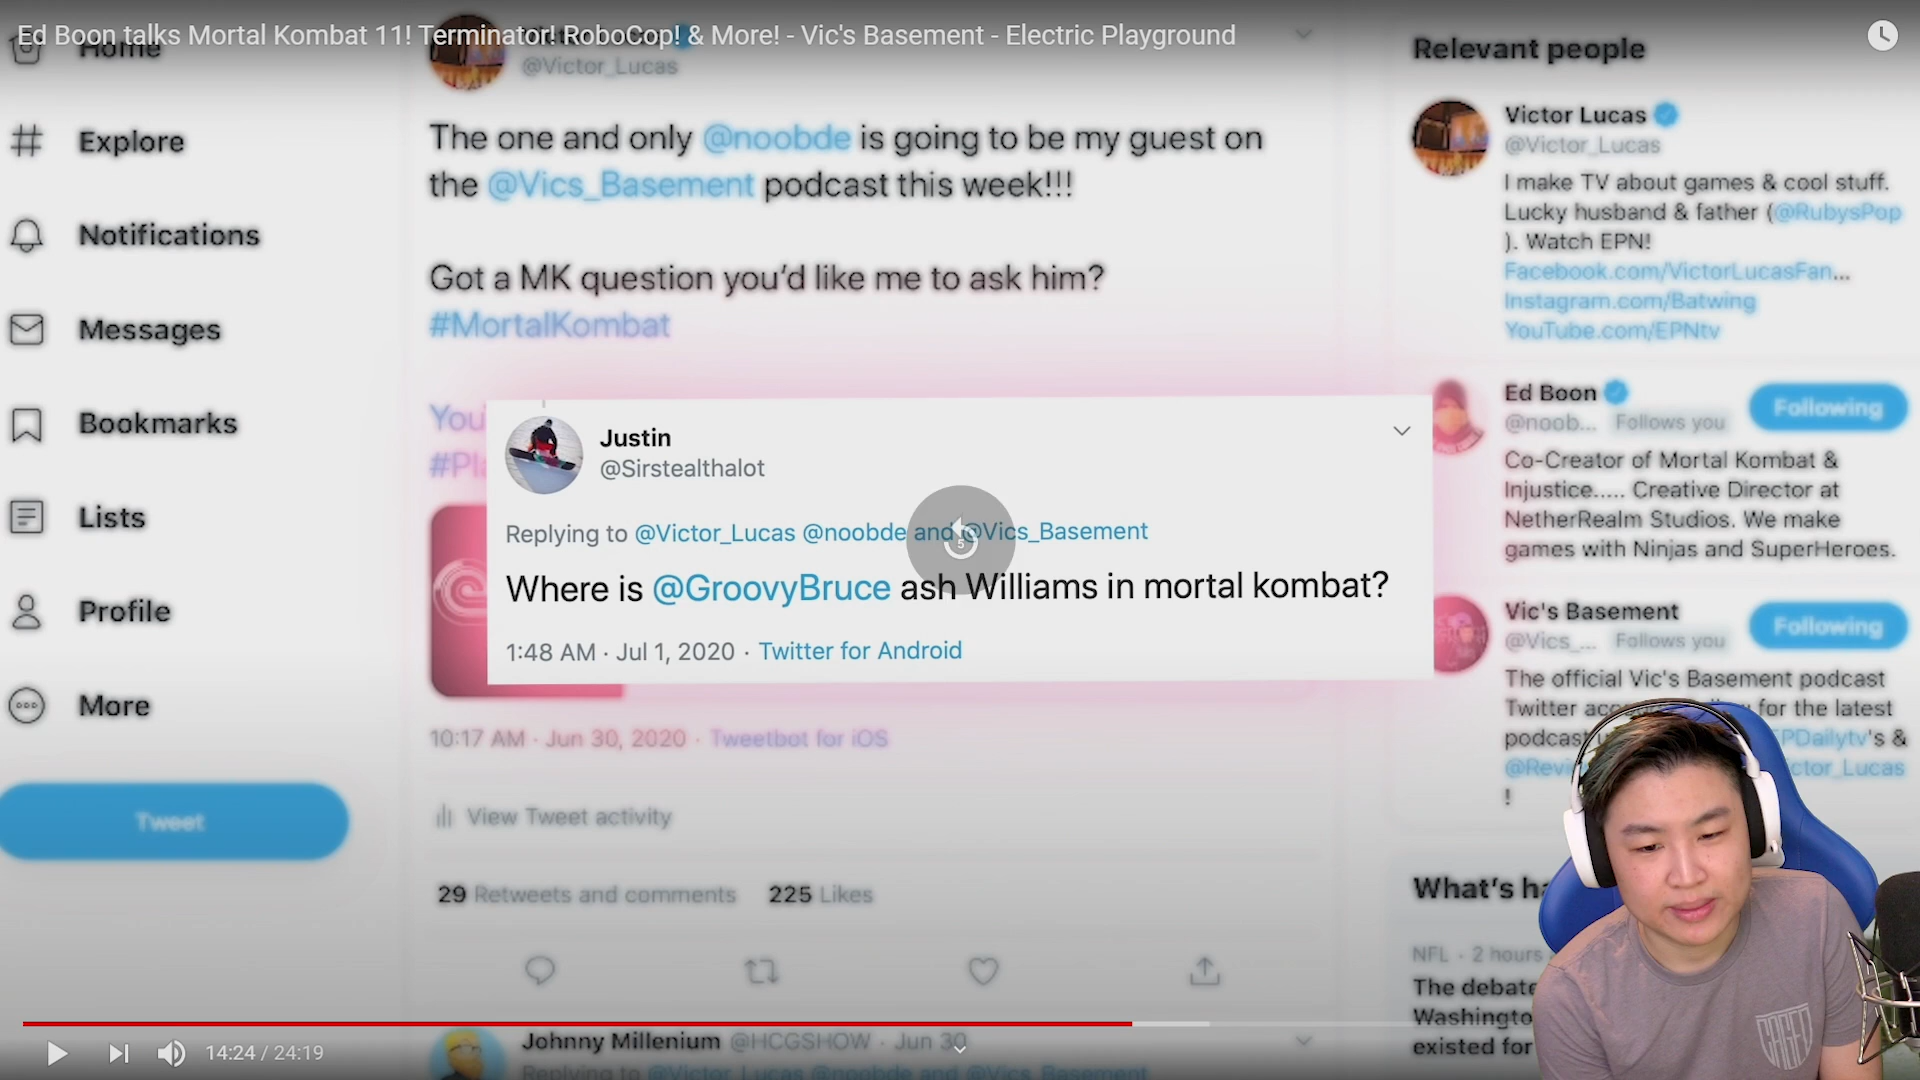 Ed Boon talks Mortal Kombat 11! Terminator! RoboCop! & More! - Vic's Basement - Electric Playground
Home
Explore
Notifications
Messages
Bookmarks
Lists
Profile
More
Tweet
@Victor_Lucas
The one and only @noobde is going to be my guest on
the @Vics_Basement podcast this week!!!
Got a MK question you’d like me to ask him?
#MortalKombat
You
#Pla
Justin
@Sirstealthalot
Replying to @Victor_Lucas @noobde and @Vics_Basement
Where is @GroovyBruce ash Williams in mortal kombat?
1:48 AM · Jul 1, 2020 · Twitter for Android
5
10:17 AM · Jun 30, 2020 · Tweetbot for iOS
View Tweet activity
29 Retweets and comments 225 Likes
Johnny Millenium @HCGSHOW · Jun 30
Replying to @Victor_Lucas @noobde and @Vics_Basement
14:24 / 24:19
Relevant people
Victor Lucas
@Victor_Lucas
I make TV about games & cool stuff.
Lucky husband & father (@RubysPop
). Watch EPN!
Facebook.com/VictorLucasFan...
Instagram.com/Batwing
YouTube.com/EPNtv
Ed Boon
@noob... Follows you
Following
Co-Creator of Mortal Kombat &
Injustice..... Creative Director at
NetherRealm Studios. We make
games with Ninjas and SuperHeroes.
Vic's Basement
@Vics_... Follows you
Following
The official Vic's Basement podcast
Twitter for the latest
podcast EPDailytv's &
@Revi ctor_Lucas
!
What’s ha
NFL · 2 hours
The debate
Washingto
existed for
CAGED